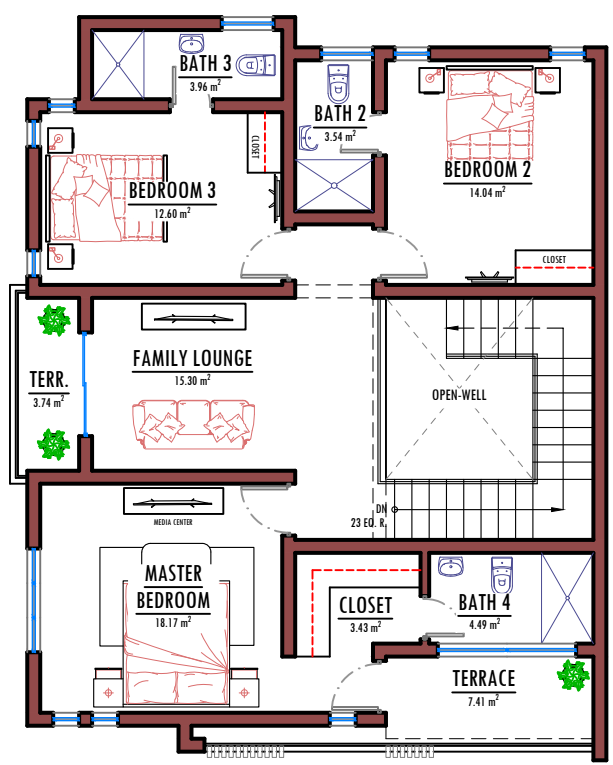 BATH 3
3.96 m²
BATH 2
3.54 m²
BEDROOM 2
14.04 m²
CLOSET
BEDROOM 3
12.60 m²
CLOSET
FAMILY LOUNGE
15.30 m²
TERR.
3.74 m²
OPEN-WELL
DN
23 EQ. R.
MEDIA CENTER
MASTER
BEDROOM
18.17 m²
CLOSET
3.43 m²
BATH 4
4.49 m²
TERRACE
7.41 m²